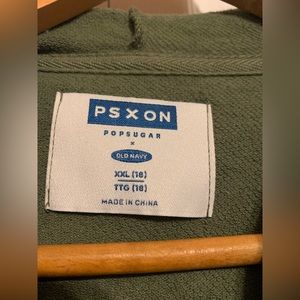 PSXON
POPSUGAR
x
OLD NAVY
XXL (18)
TTG (18)
MADE IN CHINA